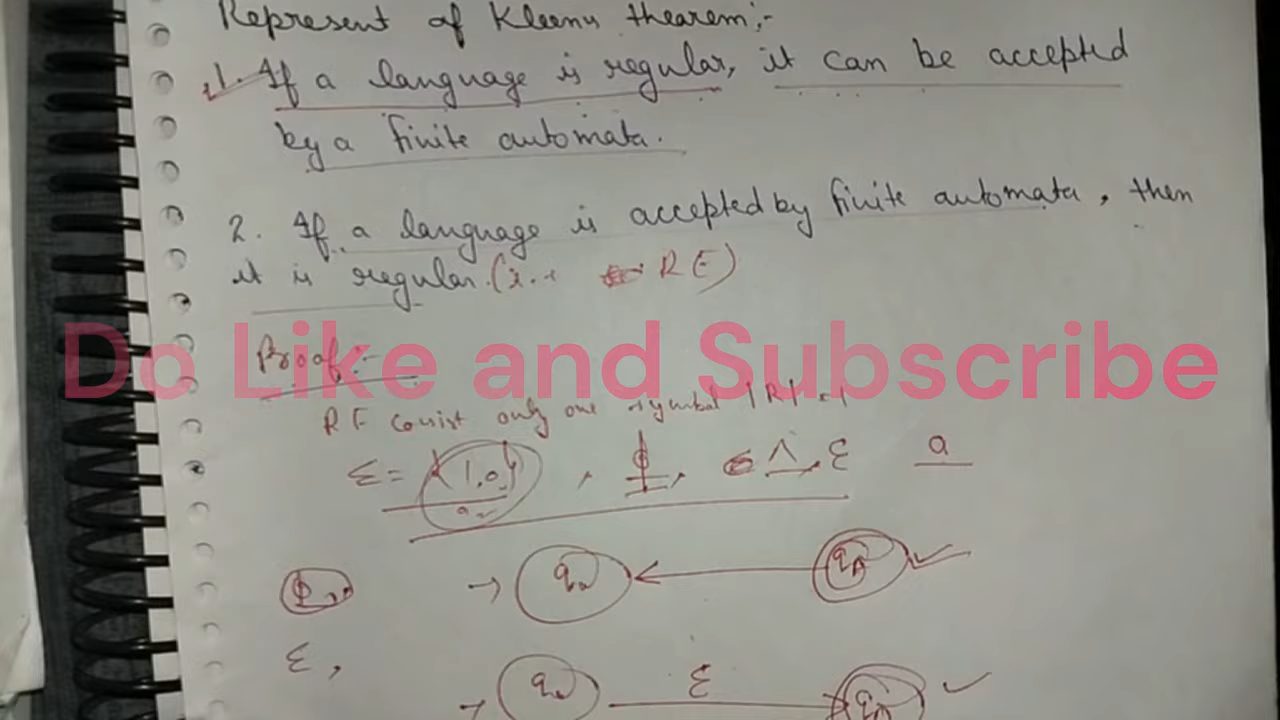 Represent of Kleenu thearem:-
1. If a language is regular, it can be accepted
by a finite automata.
2. If a language is accepted by finite automata, then
it is regular. (i.e RE)
Do Like and Subscribe
Proof:-
RE consist only one symbol |R| = 1
Σ = {1,0}, ϕ, Λ, ε a
ϕ → q0 qA
ε, → q0 ε qA